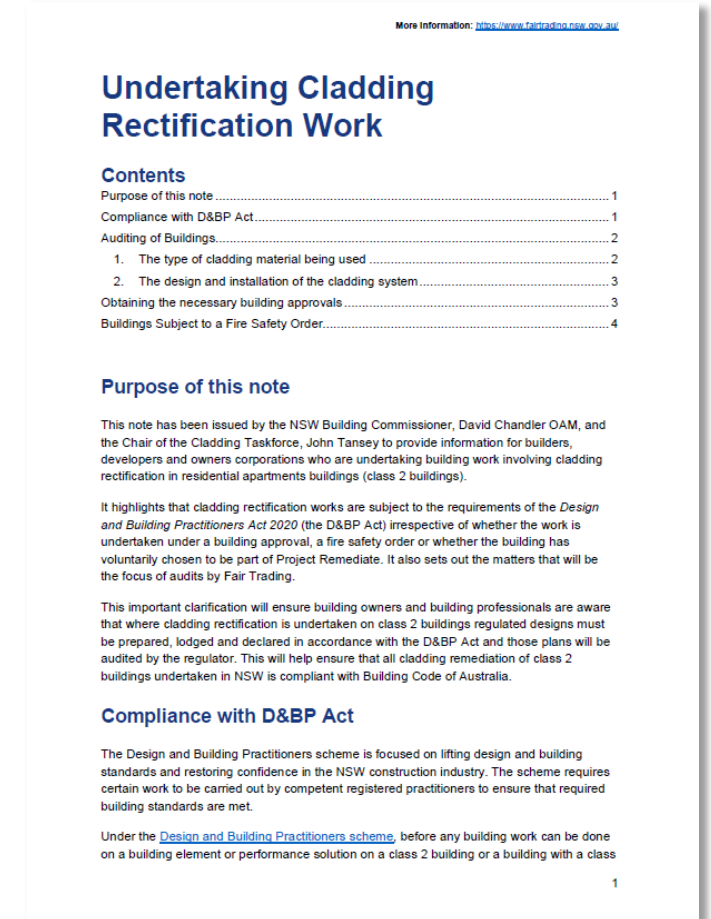 More Information: https://www.fairtrading.nsw.gov.au/
Undertaking Cladding
Rectification Work
Contents
Purpose of this note ........................................................................................... 1
Compliance with D&BP Act .................................................................................. 1
Auditing of Buildings........................................................................................... 2
1. The type of cladding material being used ........................................................ 2
2. The design and installation of the cladding system ............................................ 3
Obtaining the necessary building approvals ............................................................. 3
Buildings Subject to a Fire Safety Order.................................................................. 4
Purpose of this note
This note has been issued by the NSW Building Commissioner, David Chandler OAM, and
the Chair of the Cladding Taskforce, John Tansey to provide information for builders,
developers and owners corporations who are undertaking building work involving cladding
rectification in residential apartments buildings (class 2 buildings).
It highlights that cladding rectification works are subject to the requirements of the Design
and Building Practitioners Act 2020 (the D&BP Act) irrespective of whether the work is
undertaken under a building approval, a fire safety order or whether the building has
voluntarily chosen to be part of Project Remediate. It also sets out the matters that will be
the focus of audits by Fair Trading.
This important clarification will ensure building owners and building professionals are aware
that where cladding rectification is undertaken on class 2 buildings regulated designs must
be prepared, lodged and declared in accordance with the D&BP Act and those plans will be
audited by the regulator. This will help ensure that all cladding remediation of class 2
buildings undertaken in NSW is compliant with Building Code of Australia.
Compliance with D&BP Act
The Design and Building Practitioners scheme is focused on lifting design and building
standards and restoring confidence in the NSW construction industry. The scheme requires
certain work to be carried out by competent registered practitioners to ensure that required
building standards are met.
Under the Design and Building Practitioners scheme, before any building work can be done
on a building element or performance solution on a class 2 building or a building with a class
1